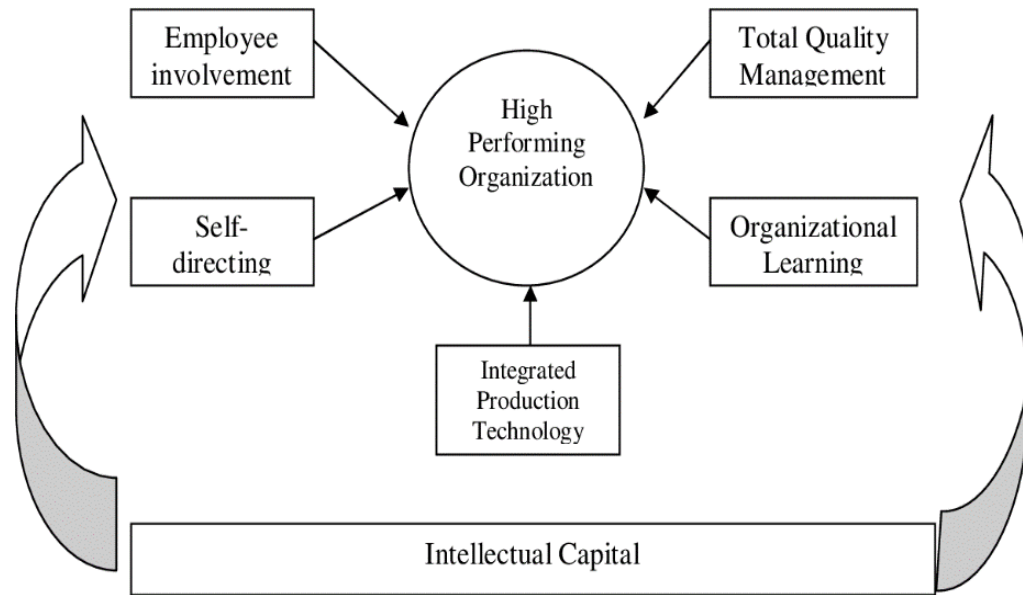 Employee
involvement
Total Quality
Management
High
Performing
Organization
Self-
directing
Organizational
Learning
Integrated
Production
Technology
Intellectual Capital